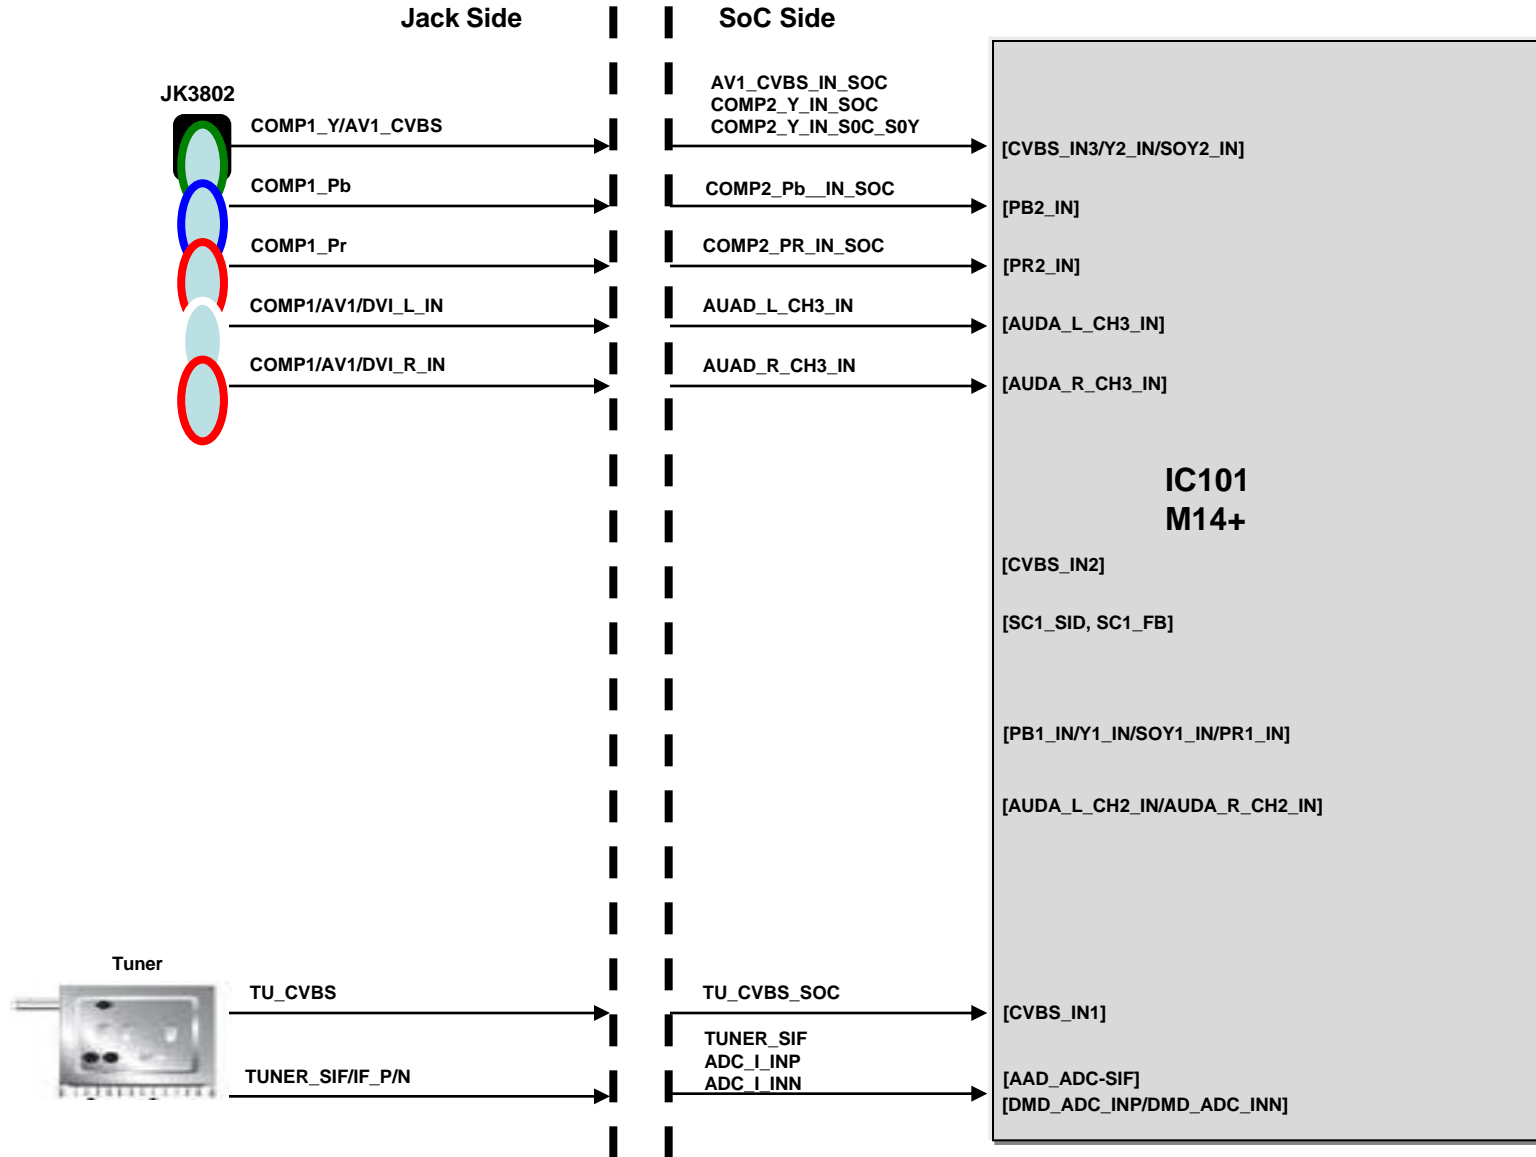 Jack Side
SoC Side
JK3802
COMP1_Y/AV1_CVBS
AV1_CVBS_IN_SOC
COMP2_Y_IN_SOC
COMP2_Y_IN_S0C_S0Y
[CVBS_IN3/Y2_IN/SOY2_IN]
COMP1_Pb
COMP2_Pb__IN_SOC
[PB2_IN]
COMP1_Pr
COMP2_PR_IN_SOC
[PR2_IN]
COMP1/AV1/DVI_L_IN
AUAD_L_CH3_IN
[AUDA_L_CH3_IN]
COMP1/AV1/DVI_R_IN
AUAD_R_CH3_IN
[AUDA_R_CH3_IN]
IC101
M14+
[CVBS_IN2]
[SC1_SID, SC1_FB]
[PB1_IN/Y1_IN/SOY1_IN/PR1_IN]
[AUDA_L_CH2_IN/AUDA_R_CH2_IN]
Tuner
TU_CVBS
TU_CVBS_SOC
[CVBS_IN1]
TUNER_SIF/IF_P/N
TUNER_SIF
ADC_I_INP
ADC_I_INN
[AAD_ADC-SIF]
[DMD_ADC_INP/DMD_ADC_INN]